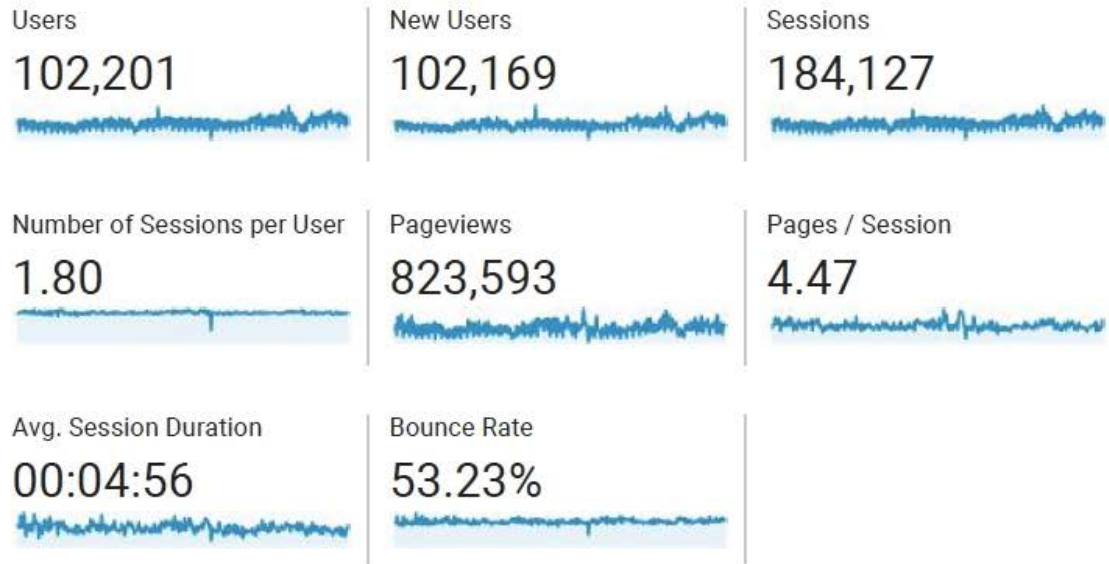 Users
102,201
New Users
102,169
Sessions
184,127
Number of Sessions per User
1.80
Pageviews
823,593
Pages / Session
4.47
Avg. Session Duration
00:04:56
Bounce Rate
53.23%